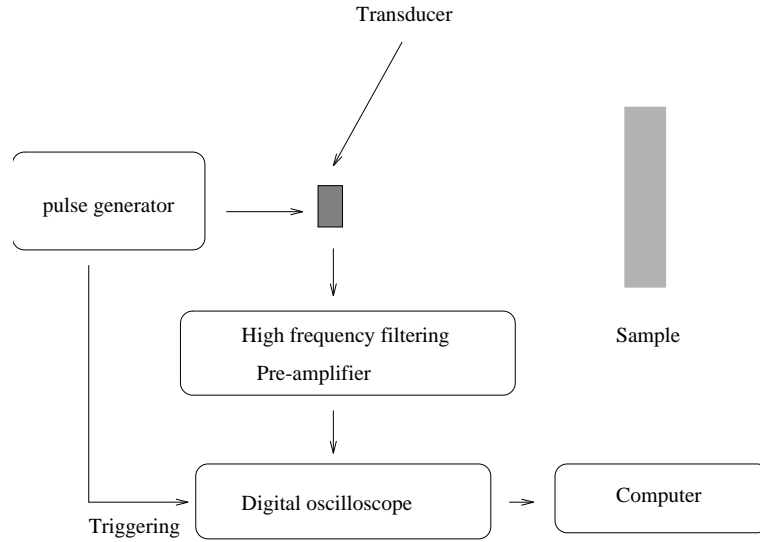 Transducer
pulse generator
High frequency filtering
Pre-amplifier
Sample
Digital oscilloscope
Computer
Triggering